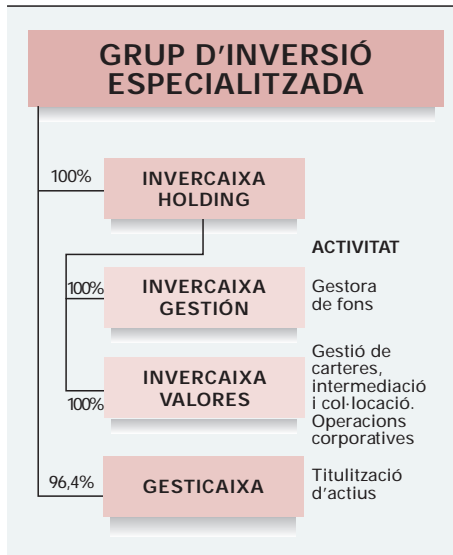 GRUP D'INVERSIÓ
ESPECIALITZADA
100%
INVERCAIXA
HOLDING
ACTIVITAT
100%
INVERCAIXA
GESTIÓN
Gestora
de fons
100%
INVERCAIXA
VALORES
Gestió de
carteres,
intermediació
i col·locació.
Operacions
corporatives
96,4%
GESTICAIXA
Titulització
d'actius